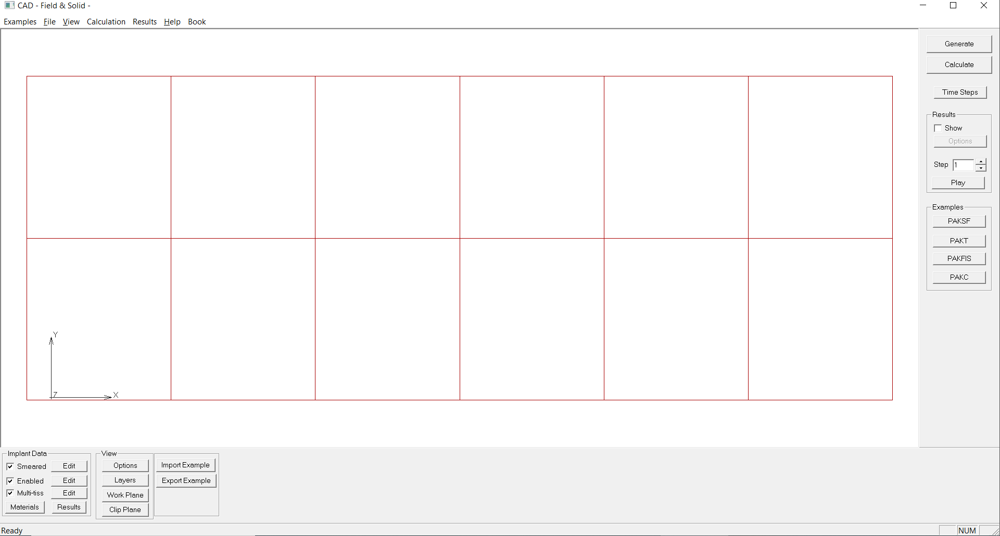 CAD - Field & Solid -
Examples File View Calculation Results Help Book
Generate
Calculate
Time Steps
Results
Show
Options
Step 1
Play
Examples
PAKSF
PAKT
PAKFIS
PAKC
Y
Z X
Implant Data
Smeared Edit
Enabled Edit
Multi-tiss Edit
Materials Results
View
Options
Layers
Work Plane
Clip Plane
Import Example
Export Example
Ready
NUM